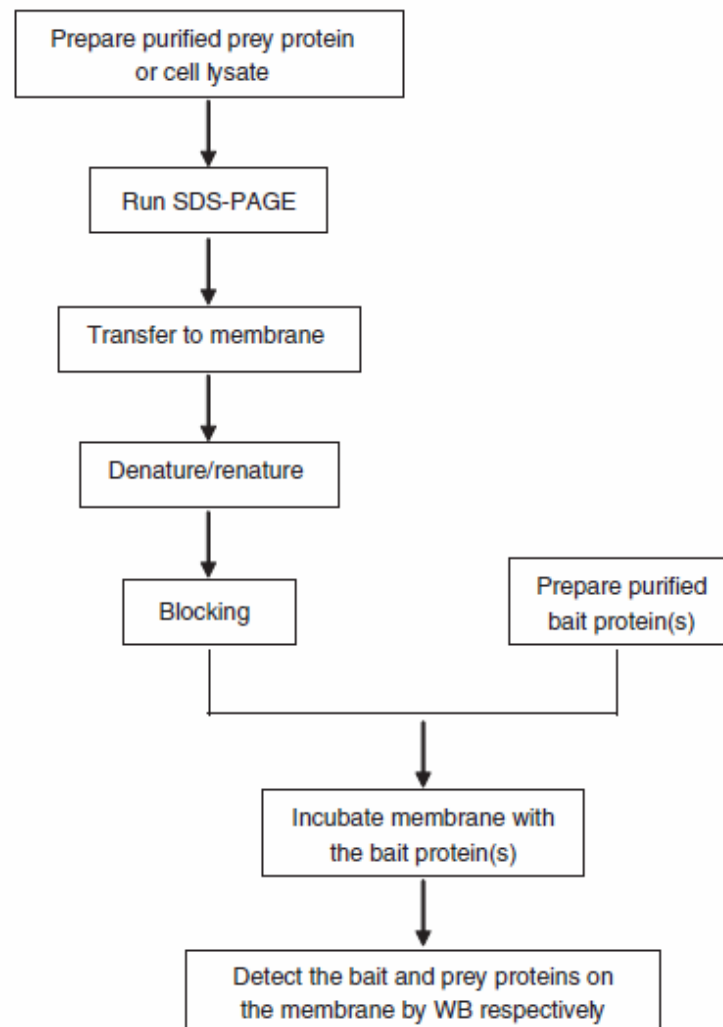 Prepare purified prey protein
or cell lysate
Run SDS-PAGE
Transfer to membrane
Denature/renature
Blocking
Prepare purified
bait protein(s)
Incubate membrane with
the bait protein(s)
Detect the bait and prey proteins on
the membrane by WB respectively